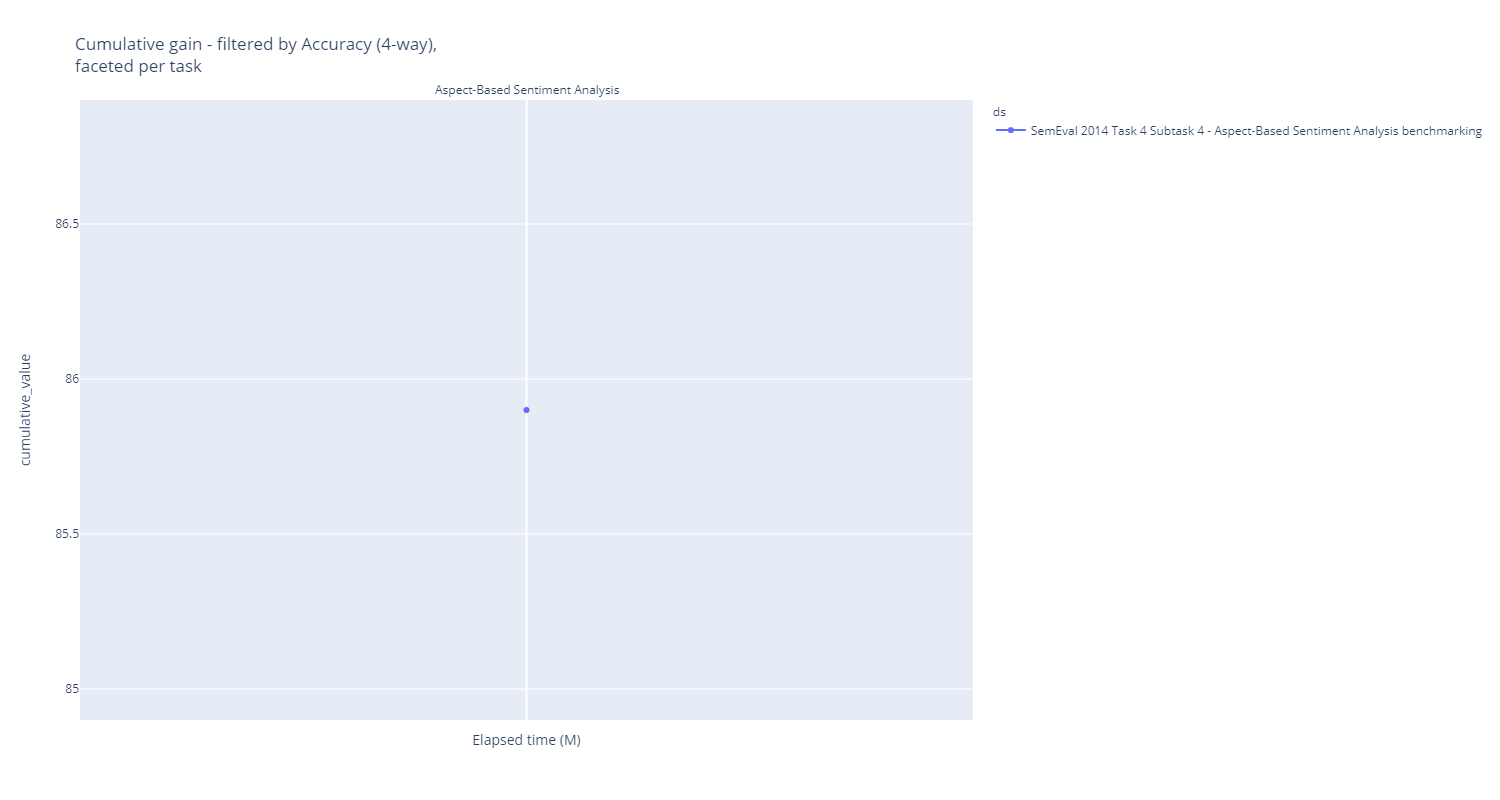 Cumulative gain - filtered by Accuracy (4-way),
faceted per task
Aspect-Based Sentiment Analysis
ds
SemEval 2014 Task 4 Subtask 4 - Aspect-Based Sentiment Analysis benchmarking
86.5
86
85.5
85
cumulative_value
Elapsed time (M)